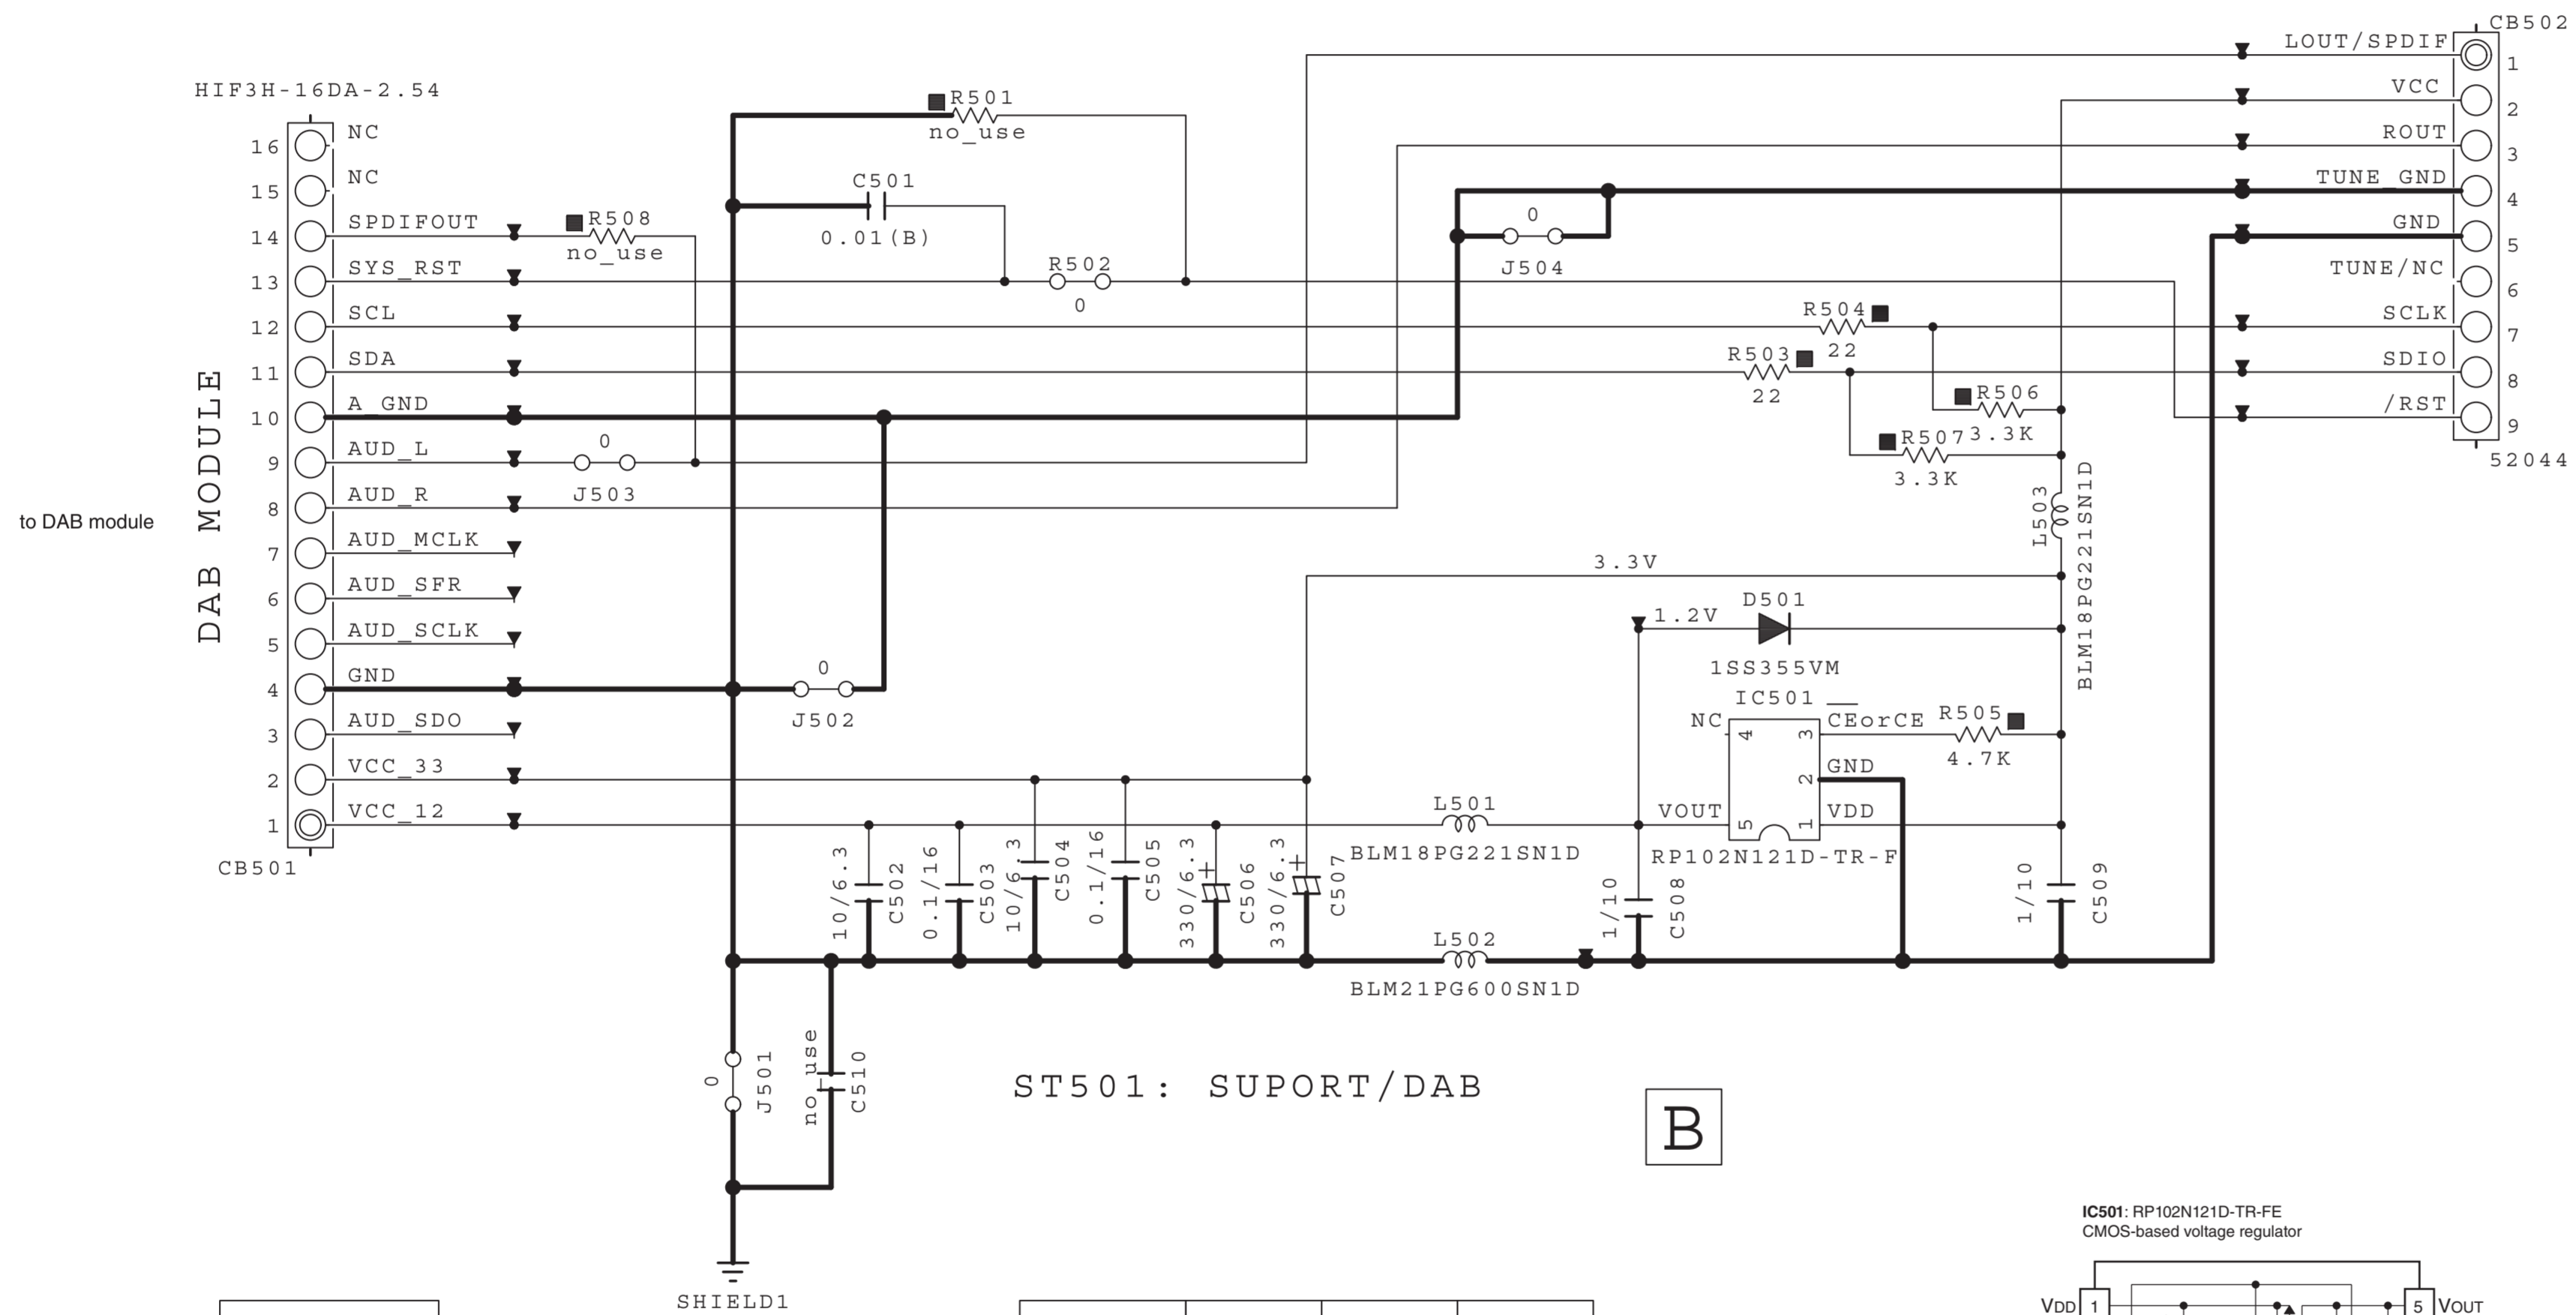 CB502
LOUT/SPDIF 1
VCC 2
ROUT 3
TUNE_GND 4
GND 5
TUNE/NC 6
SCLK 7
SDIO 8
/RST 9
52044
HIF3H-16DA-2.54
16 NC
15 NC
14 SPDIFOUT
13 SYS_RST
12 SCL
11 SDA
10 A_GND
9 AUD_L
8 AUD_R
7 AUD_MCLK
6 AUD_SFR
5 AUD_SCLK
4 GND
3 AUD_SDO
2 VCC_33
1 VCC_12
CB501
DAB MODULE
to DAB module
R501
no_use
C501
0.01(B)
R508
no_use
R502
0
0
J504
R504
22
R503
22
R506
3.3K
R507
3.3K
0
J503
L503
BLM18PG221SN1D
3.3V
D501
1.2V
1SS355VM
0
J502
IC501
NC 4
3 CEorCE
2 GND
VOUT 5
1 VDD
RP102N121D-TR-F
R505
4.7K
L501
BLM18PG221SN1D
10/6.3
C502
0.1/16
C503
10/6.3
C504
0.1/16
C505
330/6.3
+
C506
330/6.3
+
C507
1/10
C508
1/10
C509
L502
BLM21PG600SN1D
0
J501
no_use
C510
ST501: SUPORT/DAB
B
SHIELD1
IC501: RP102N121D-TR-FE
CMOS-based voltage regulator
VDD 1
5 VOUT